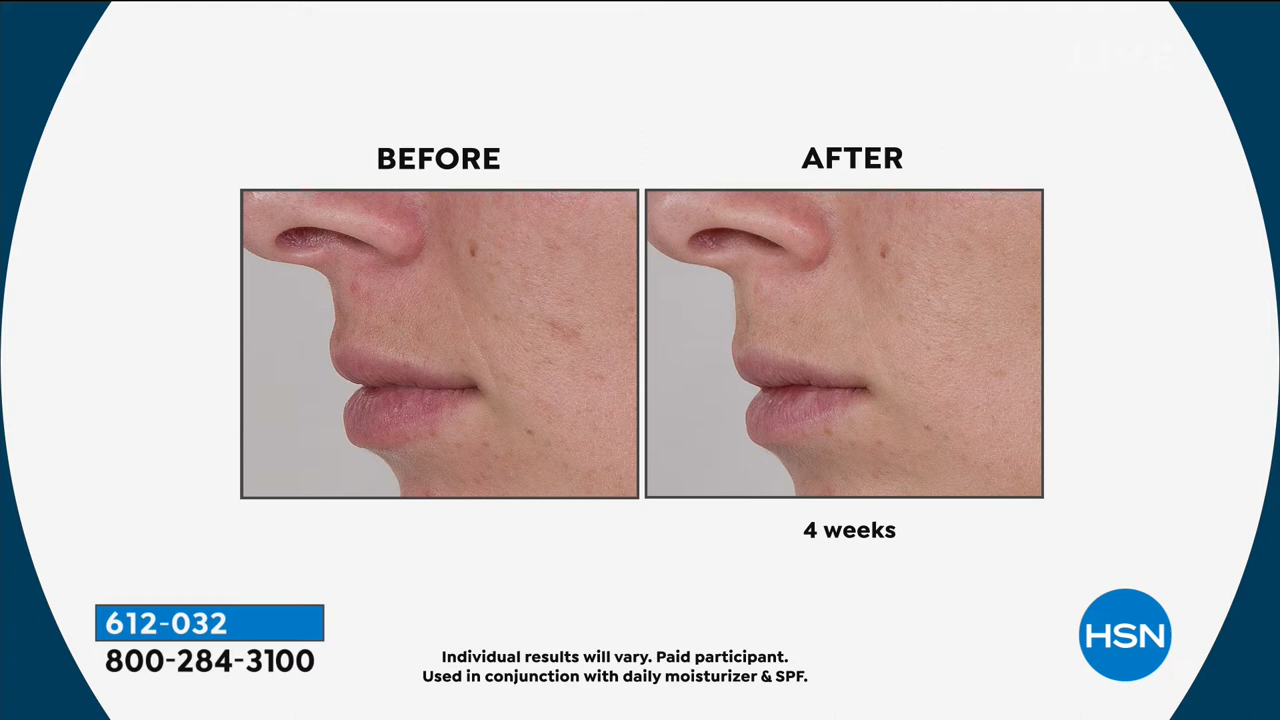 BEFORE
AFTER
4 weeks
612-032
800-284-3100
Individual results will vary. Paid participant.
Used in conjunction with daily moisturizer & SPF.
HSN